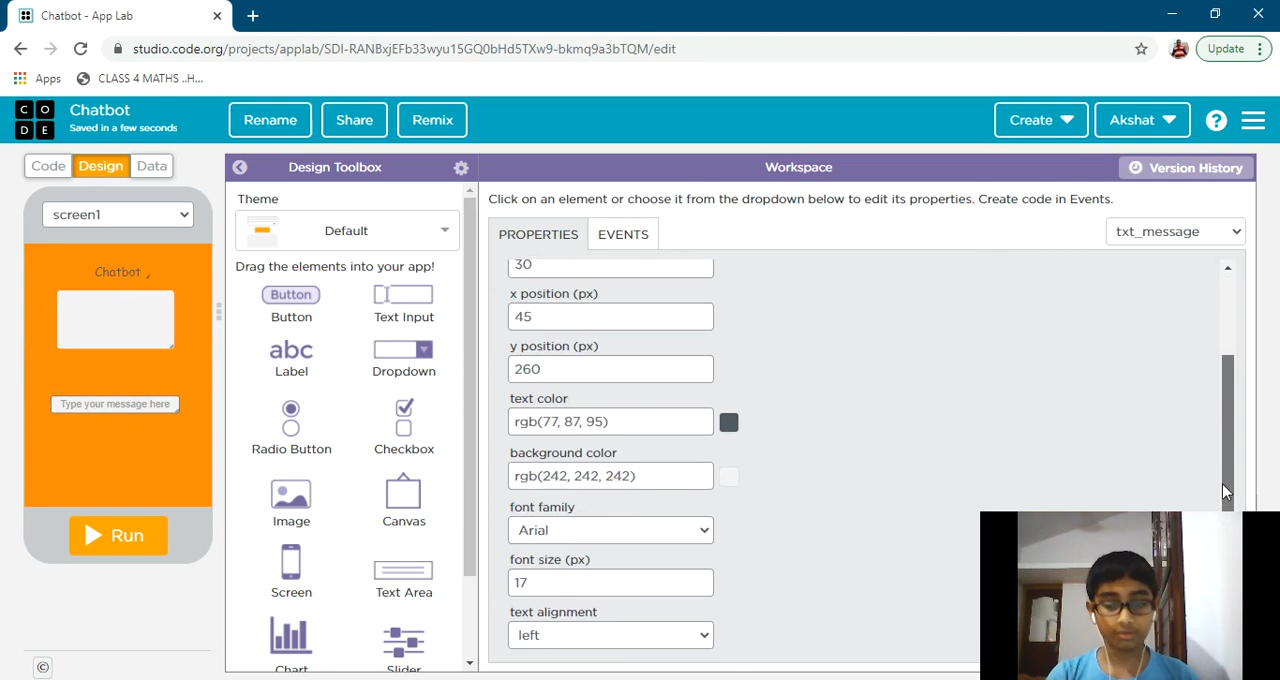 Chatbot - App Lab
studio.code.org/projects/applab/SDI-RANBxjEFb33wyu15GQ0bHd5TXw9-bkmq9a3bTQM/edit
Update
Apps
CLASS 4 MATHS ..H...
C O
D E
Chatbot
Saved in a few seconds
Rename
Share
Remix
Create
Akshat
?
Code
Design
Data
Design Toolbox
Workspace
Version History
screen1
Theme
Default
Click on an element or choose it from the dropdown below to edit its properties. Create code in Events.
PROPERTIES
EVENTS
txt_message
Chatbot
Type your message here
Run
Drag the elements into your app!
Button
Button
Text Input
abc
Label
Dropdown
Radio Button
Checkbox
Image
Canvas
Screen
Text Area
Chart
Slider
30
x position (px)
45
y position (px)
260
text color
rgb(77, 87, 95)
background color
rgb(242, 242, 242)
font family
Arial
font size (px)
17
text alignment
left
©